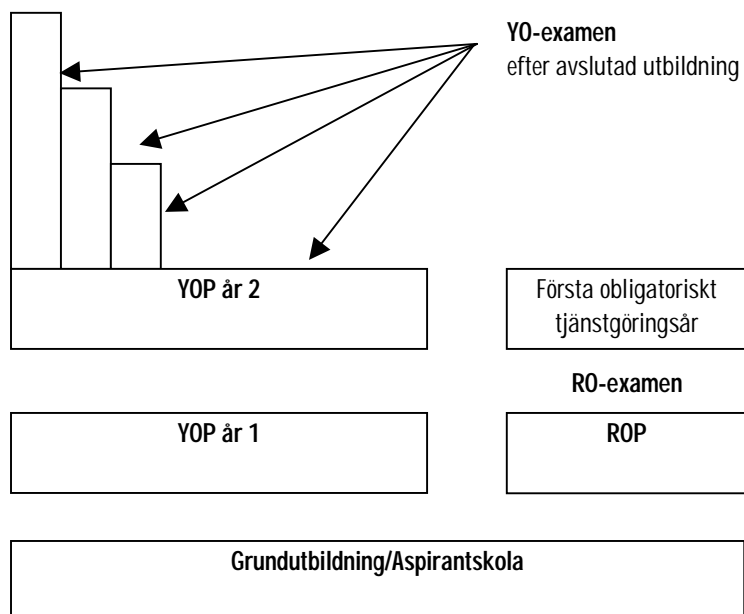 YO-examen
efter avslutad utbildning
YOP år 2
Första obligatoriskt
tjänstgöringsår
RO-examen
YOP år 1
ROP
Grundutbildning/Aspirantskola